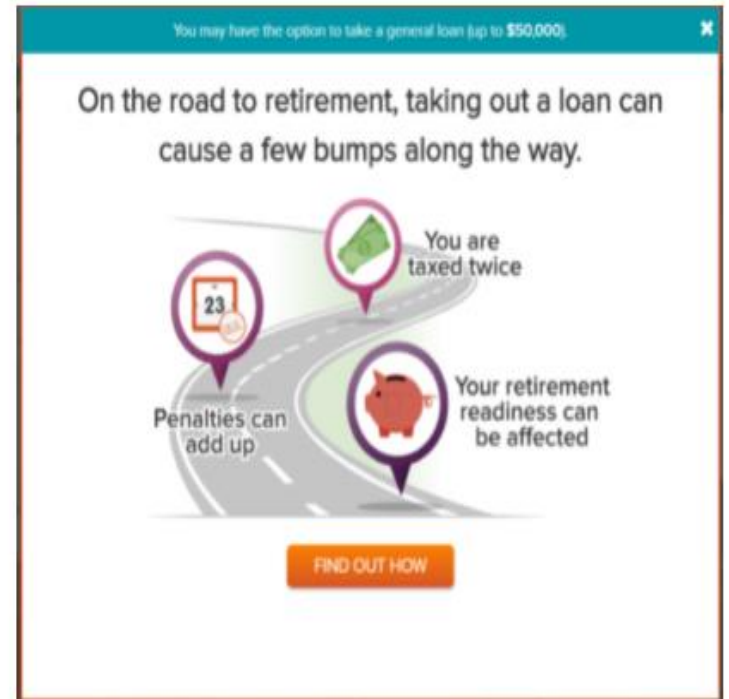 You may have the option to take a general loan (up to $50,000).
On the road to retirement, taking out a loan can
cause a few bumps along the way.
You are
taxed twice
23
Penalties can
add up
Your retirement
readiness can
be affected
FIND OUT HOW